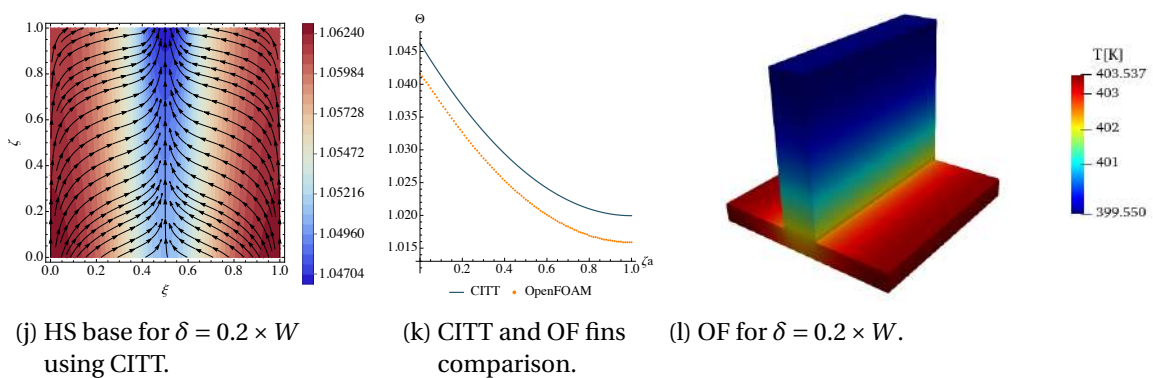 1.0
0.8
0.6
ζ
0.4
0.2
0.0
0.0 0.2 0.4 0.6 0.8 1.0
ξ
1.06240
1.05984
1.05728
1.05472
1.05216
1.04960
1.04704
Θ
1.045
1.040
1.035
1.030
1.025
1.020
1.015
0.2 0.4 0.6 0.8 1.0 ζa
CITT OpenFOAM
T[K]
403.537
403
402
401
399.550
(j) HS base for δ = 0.2 × W
using CITT.
(k) CITT and OF fins
comparison.
(l) OF for δ = 0.2 × W.